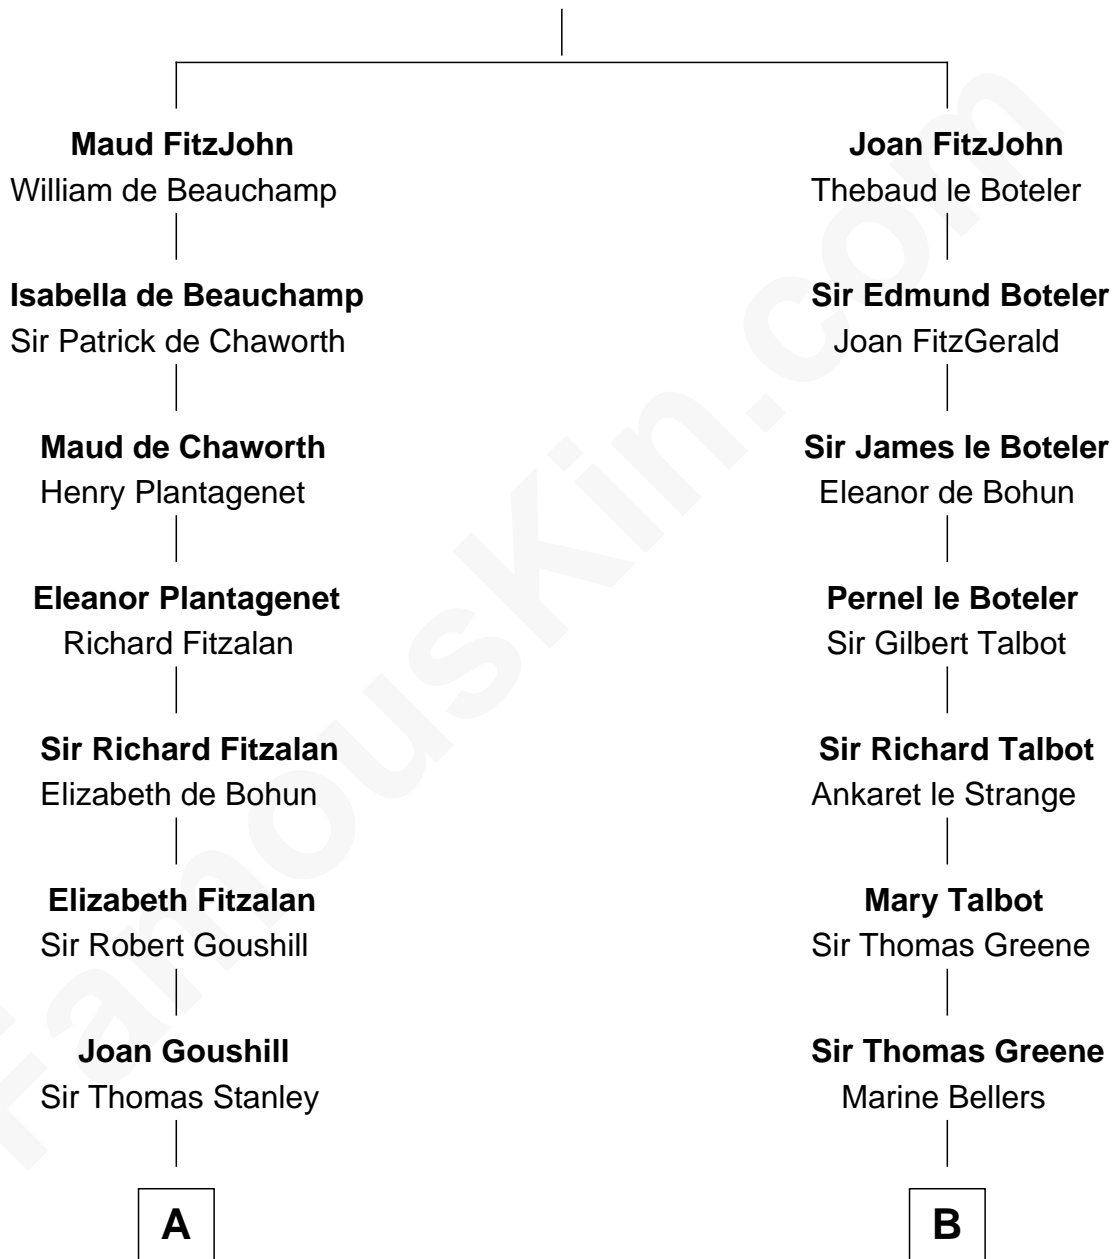 Maud FitzJohn
William de Beauchamp
Joan FitzJohn
Thebaud le Boteler
Isabella de Beauchamp
Sir Patrick de Chaworth
Sir Edmund Boteler
Joan FitzGerald
Maud de Chaworth
Henry Plantagenet
Sir James le Boteler
Eleanor de Bohun
Eleanor Plantagenet
Richard Fitzalan
Pernel le Boteler
Sir Gilbert Talbot
Sir Richard Fitzalan
Elizabeth de Bohun
Sir Richard Talbot
Ankaret le Strange
Elizabeth Fitzalan
Sir Robert Goushill
Mary Talbot
Sir Thomas Greene
Joan Goushill
Sir Thomas Stanley
Sir Thomas Greene
Marine Bellers
A
B
FamousKin.com